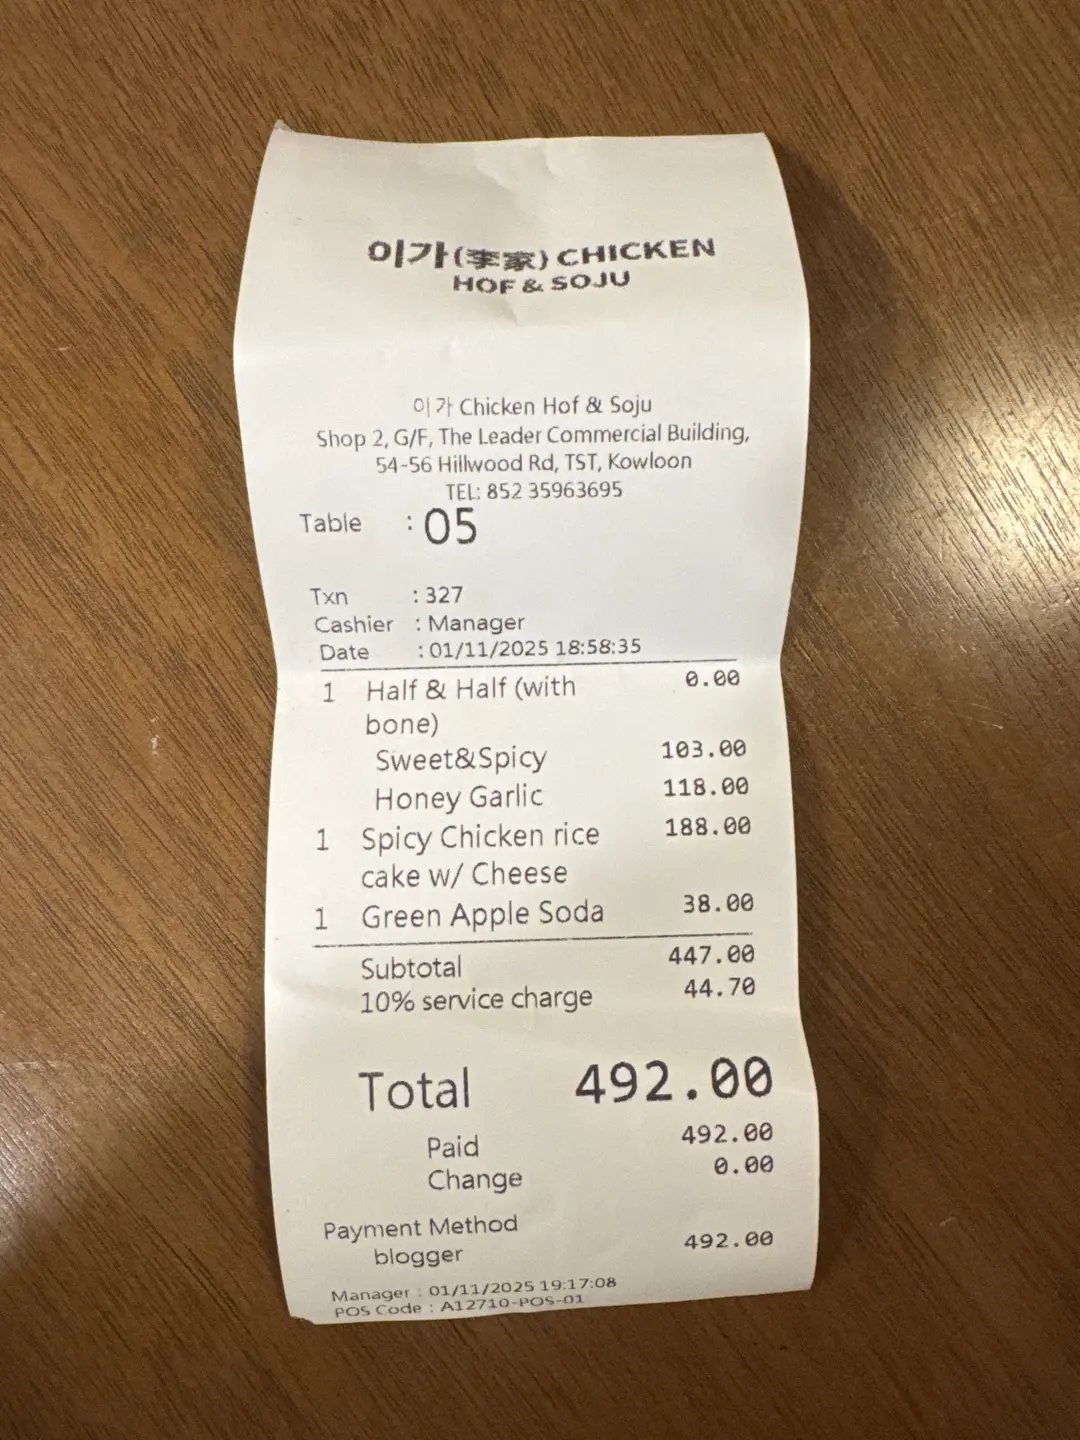 이가(李家) CHICKEN
HOF & SOJU
이가 Chicken Hof & Soju
Shop 2, G/F, The Leader Commercial Building,
54-56 Hillwood Rd, TST, Kowloon
TEL: 852 35963695
Table : 05
Txn : 327
Cashier : Manager
Date : 01/11/2025 18:58:35
1 Half & Half (with 0.00
bone)
Sweet&Spicy 103.00
Honey Garlic 118.00
1 Spicy Chicken rice 188.00
cake w/ Cheese
1 Green Apple Soda 38.00
Subtotal 447.00
10% service charge 44.70
Total 492.00
Paid 492.00
Change 0.00
Payment Method
blogger 492.00
Manager : 01/11/2025 19:17:08
POS Code : A12710-POS-01